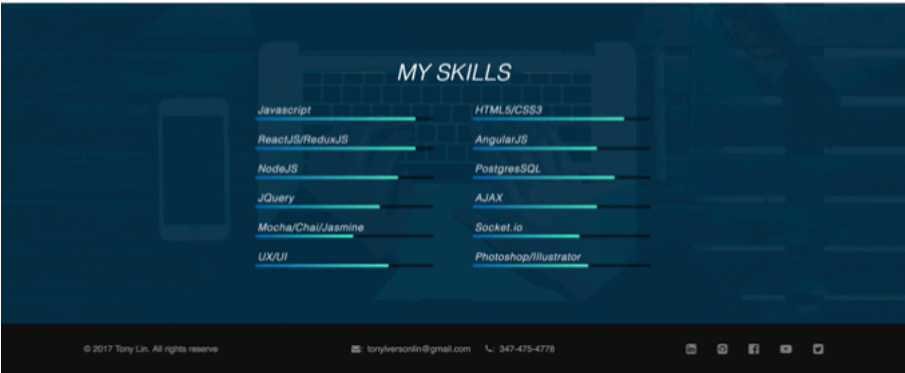 MY SKILLS
Javascript
HTML5/CSS3
ReactJS/ReduxJS
AngularJS
NodeJS
PostgresSQL
JQuery
AJAX
Mocha/Chai/Jasmine
Socket.io
UX/UI
Photoshop/Illustrator
© 2017 Tony Lin. All rights reserve
: tonyiversonlin@gmail.com
: 347-475-4778